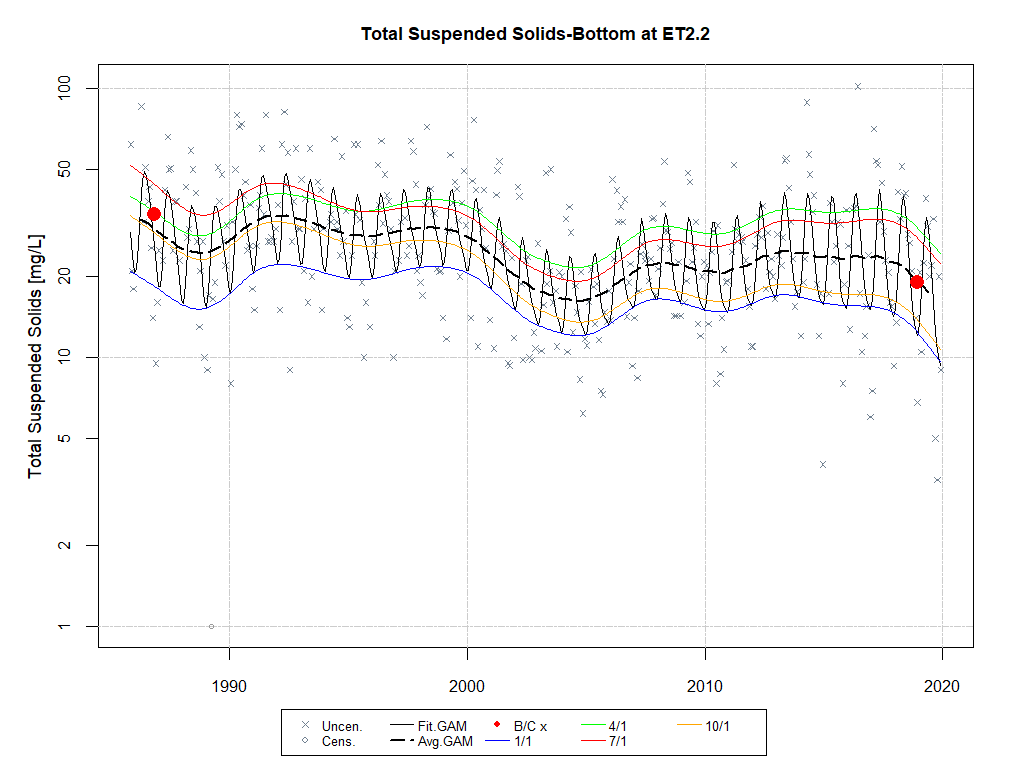 Total Suspended Solids-Bottom at ET2.2
Total Suspended Solids [mg/L]
100
50
20
10
5
2
1
1990 2000 2010 2020
Uncen. Fit.GAM B/C x 4/1 10/1
Cens. Avg.GAM 1/1 7/1